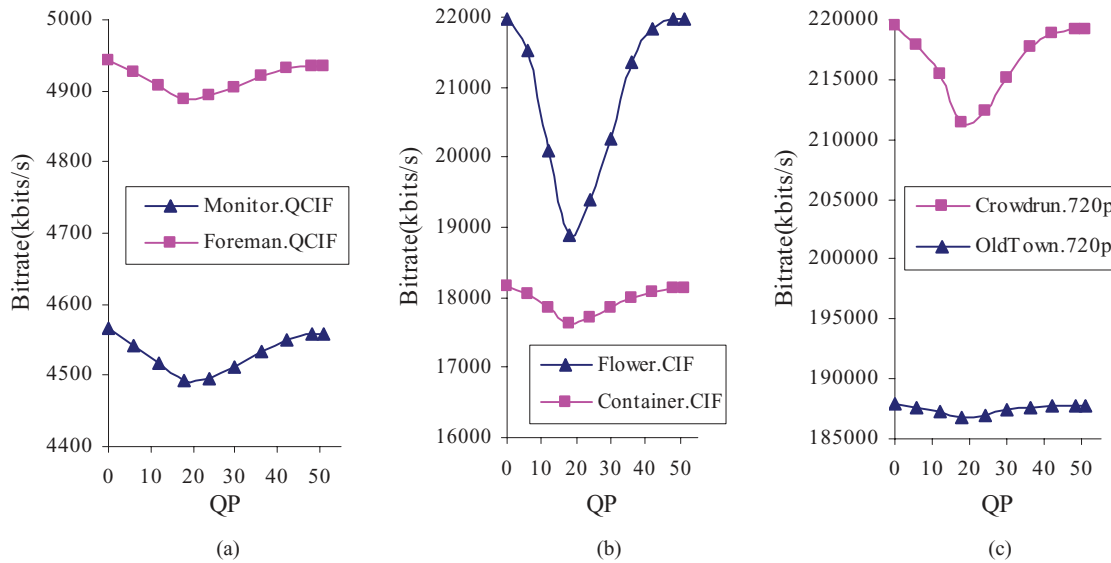 5000
4900
4800
4700
4600
4500
4400
Bitrate(kbits/s)
Monitor.QCIF
Foreman.QCIF
0 10 20 30 40 50
QP
(a)
22000
21000
20000
19000
18000
17000
16000
Bitrate(kbits/s)
Flower.CIF
Container.CIF
0 10 20 30 40 50
QP
(b)
220000
215000
210000
205000
200000
195000
190000
185000
Bitrate(kbits/s)
Crowdrun.720p
OldTown.720p
0 10 20 30 40 50
QP
(c)